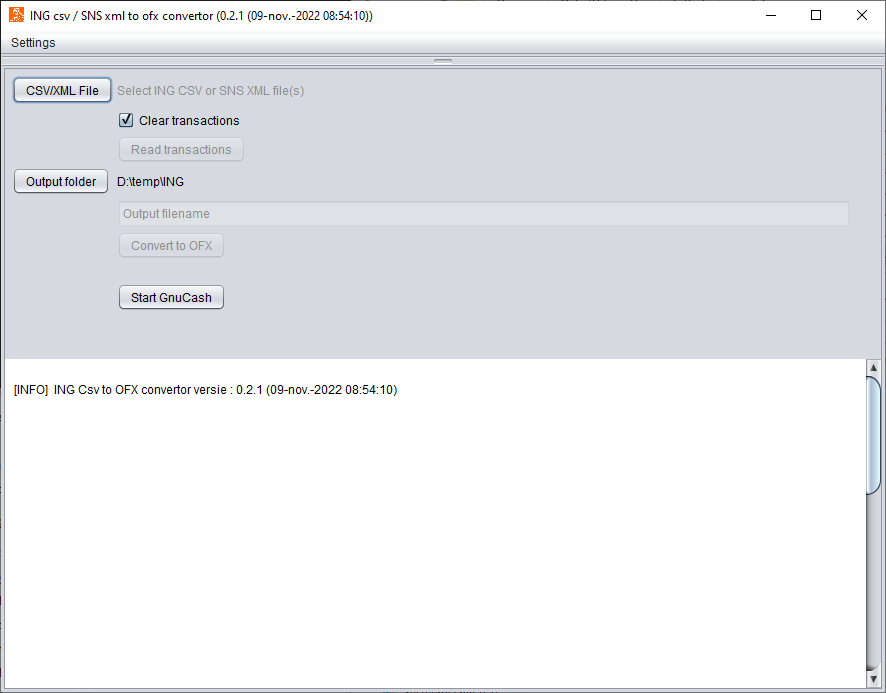 ING csv / SNS xml to ofx convertor (0.2.1 (09-nov.-2022 08:54:10))
Settings
CSV/XML File Select ING CSV or SNS XML file(s)
Clear transactions
Read transactions
Output folder D:\temp\ING
Output filename
Convert to OFX
Start GnuCash
[INFO] ING Csv to OFX convertor versie : 0.2.1 (09-nov.-2022 08:54:10)